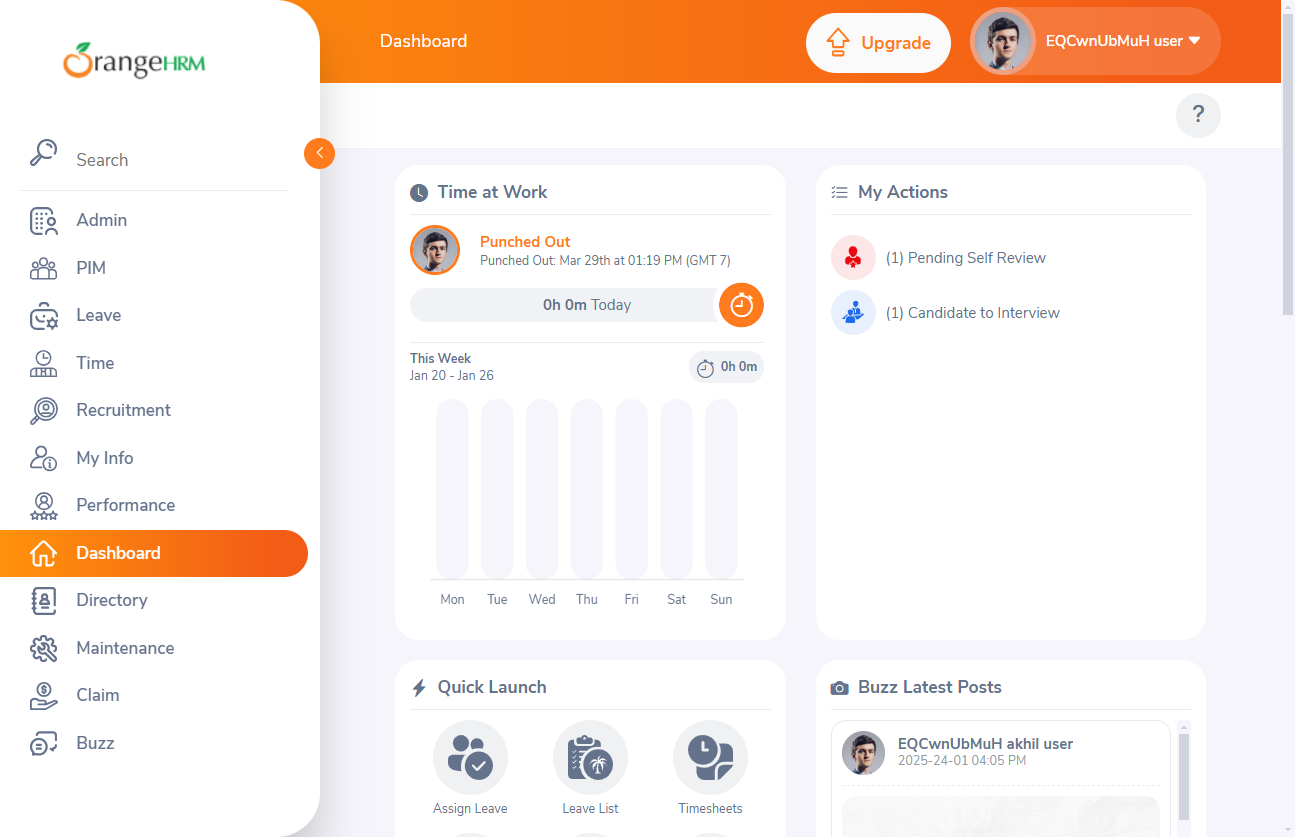 OrangeHRM
Dashboard
Upgrade
EQCwnUbMuH user
?
Search
Admin
PIM
Leave
Time
Recruitment
My Info
Performance
Dashboard
Directory
Maintenance
Claim
Buzz
Time at Work
Punched Out
Punched Out: Mar 29th at 01:19 PM (GMT 7)
0h 0m Today
This Week
Jan 20 - Jan 26
0h 0m
Mon Tue Wed Thu Fri Sat Sun
My Actions
(1) Pending Self Review
(1) Candidate to Interview
Quick Launch
Assign Leave Leave List Timesheets
Buzz Latest Posts
EQCwnUbMuH akhil user
2025-24-01 04:05 PM